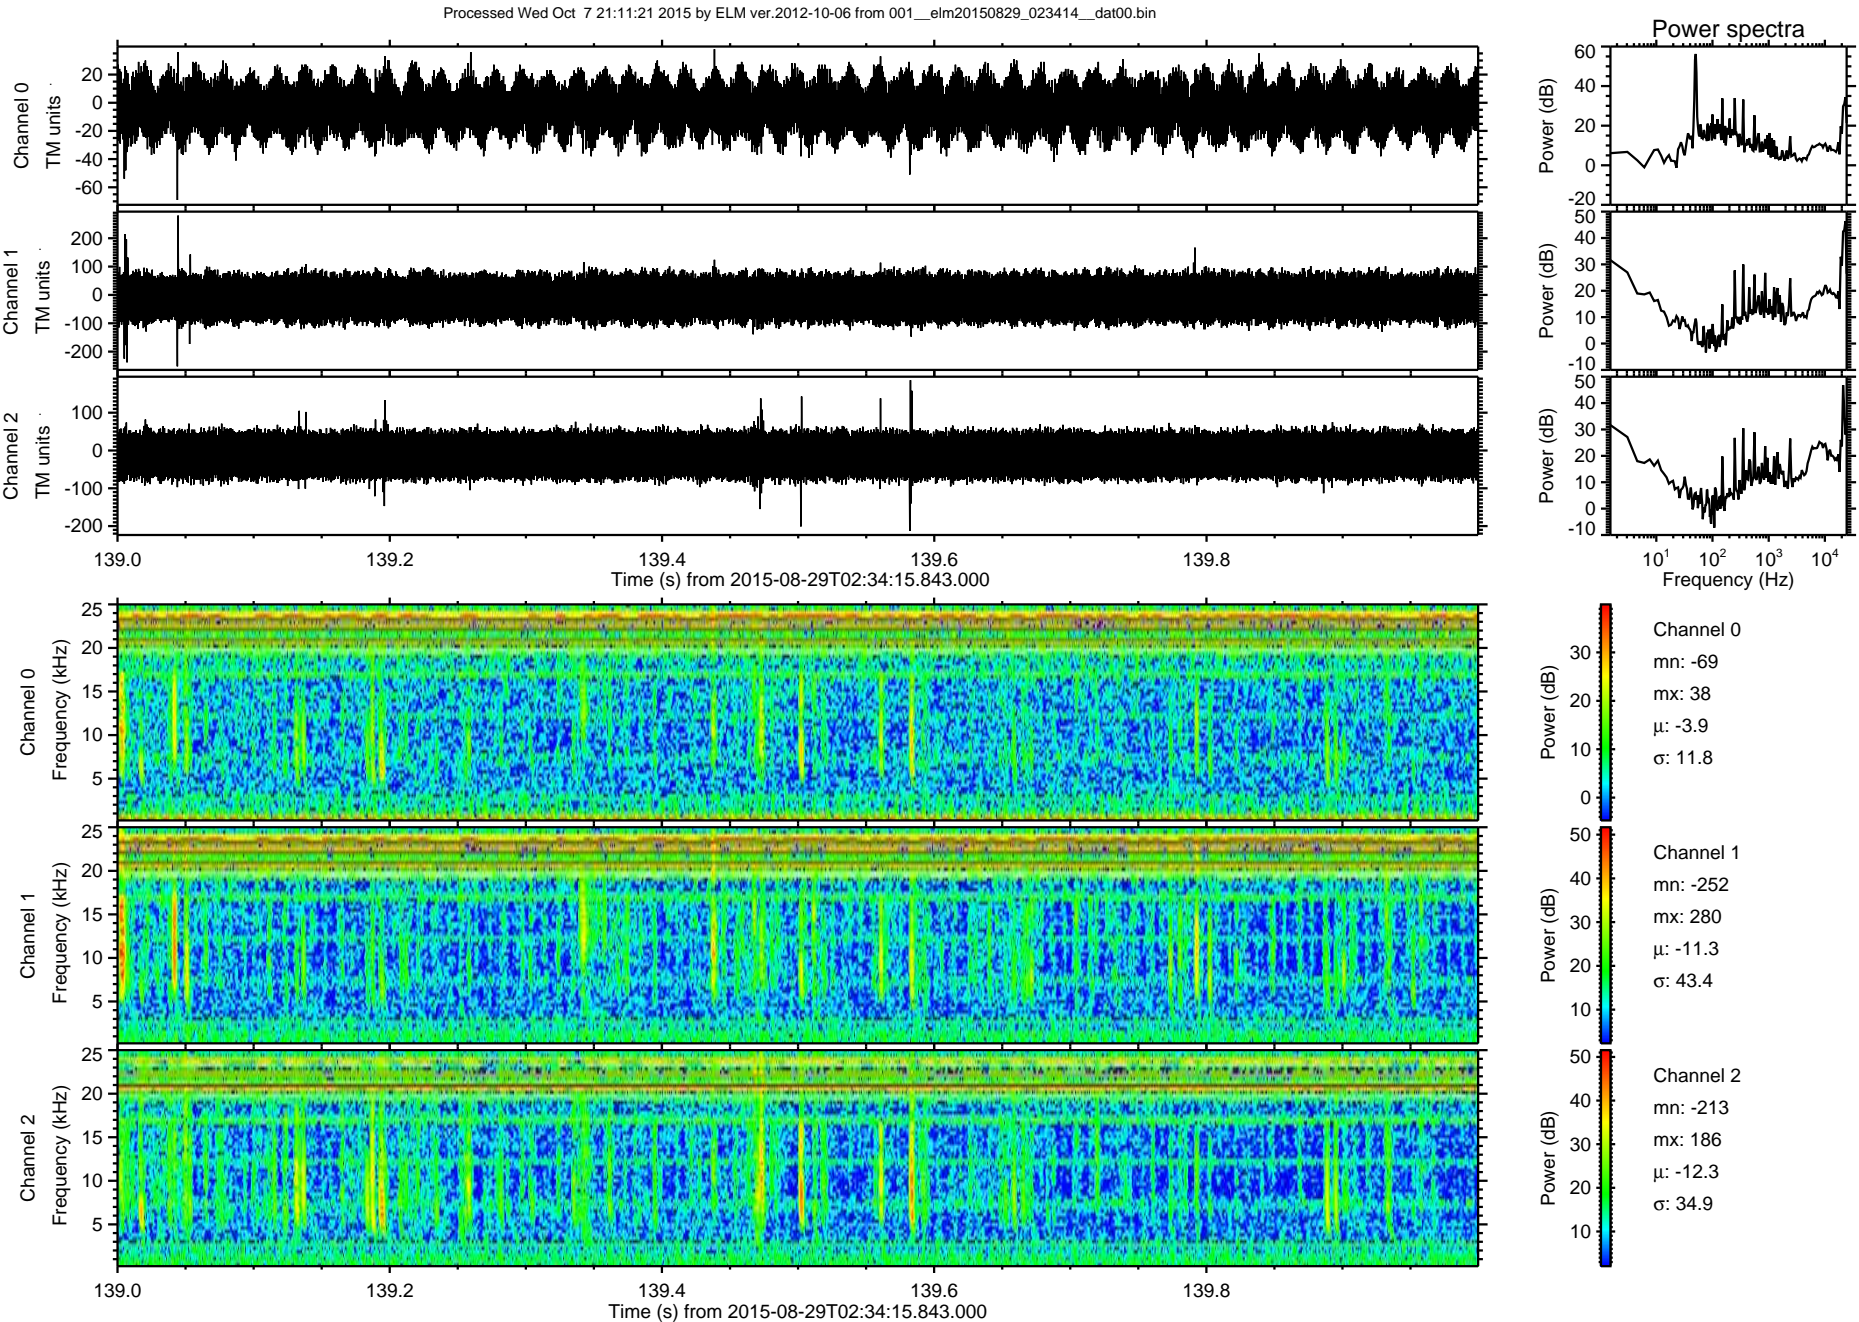 Processed Wed Oct 7 21:11:21 2015 by ELM ver.2012-10-06 from 001__elm20150829_023414__dat00.bin
Power spectra
Channel 0
TM units
20
0
-20
-40
-60
Power (dB)
60
40
20
0
-20
Channel 1
TM units
200
100
0
-100
-200
Power (dB)
50
40
30
20
10
0
-10
Channel 2
TM units
100
0
-100
-200
Power (dB)
50
40
30
20
10
0
-10
139.0 139.2 139.4 139.6 139.8
Time (s) from 2015-08-29T02:34:15.843.000
10¹ 10² 10³ 10⁴
Frequency (Hz)
Channel 0
Frequency (kHz)
25
20
15
10
5
Power (dB)
30
20
10
0
Channel 0
mn: -69
mx: 38
μ: -3.9
σ: 11.8
Channel 1
Frequency (kHz)
25
20
15
10
5
Power (dB)
50
40
30
20
10
Channel 1
mn: -252
mx: 280
μ: -11.3
σ: 43.4
Channel 2
Frequency (kHz)
25
20
15
10
5
Power (dB)
50
40
30
20
10
Channel 2
mn: -213
mx: 186
μ: -12.3
σ: 34.9
139.0 139.2 139.4 139.6 139.8
Time (s) from 2015-08-29T02:34:15.843.000